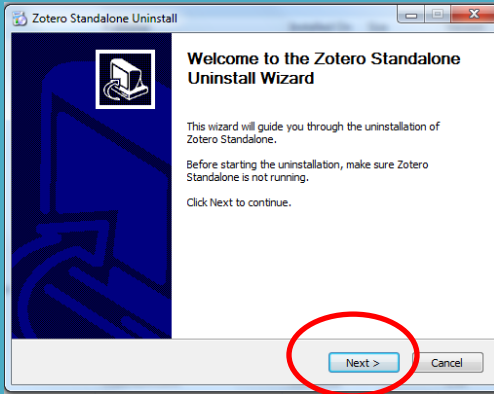 Zotero Standalone Uninstall
Welcome to the Zotero Standalone
Uninstall Wizard
This wizard will guide you through the uninstallation of
Zotero Standalone.
Before starting the uninstallation, make sure Zotero
Standalone is not running.
Click Next to continue.
Next >
Cancel